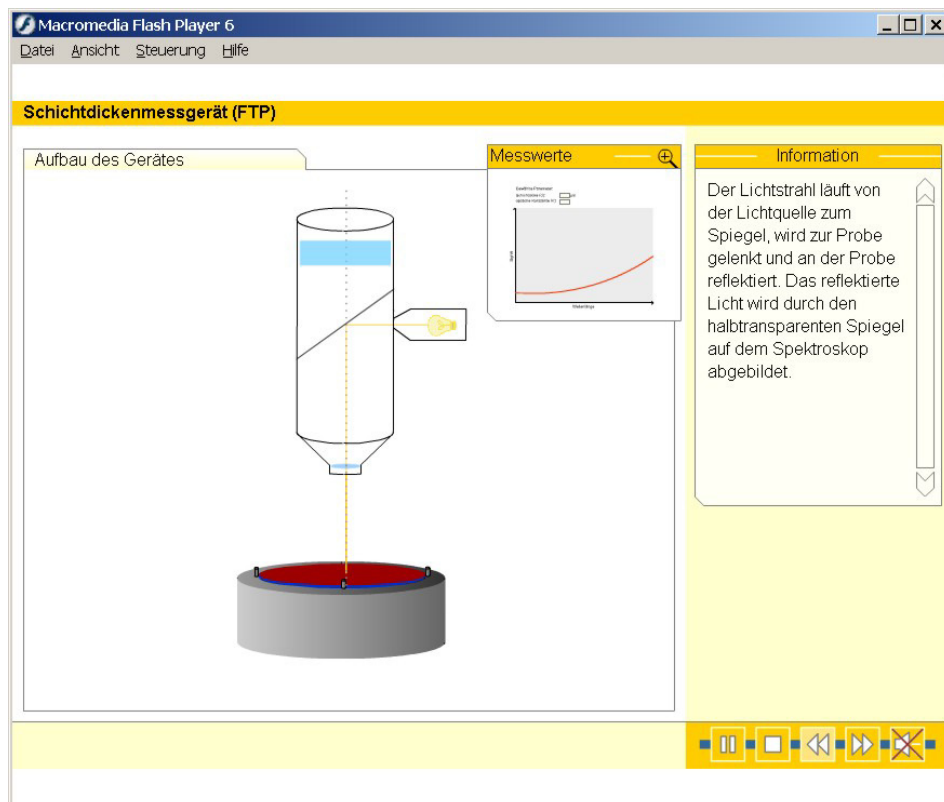 Macromedia Flash Player 6
Datei Ansicht Steuerung Hilfe
Schichtdickenmessgerät (FTP)
Aufbau des Gerätes
Messwerte
Information
Der Lichtstrahl läuft von
der Lichtquelle zum
Spiegel, wird zur Probe
gelenkt und an der Probe
reflektiert. Das reflektierte
Licht wird durch den
halbtransparenten Spiegel
auf dem Spektroskop
abgebildet.